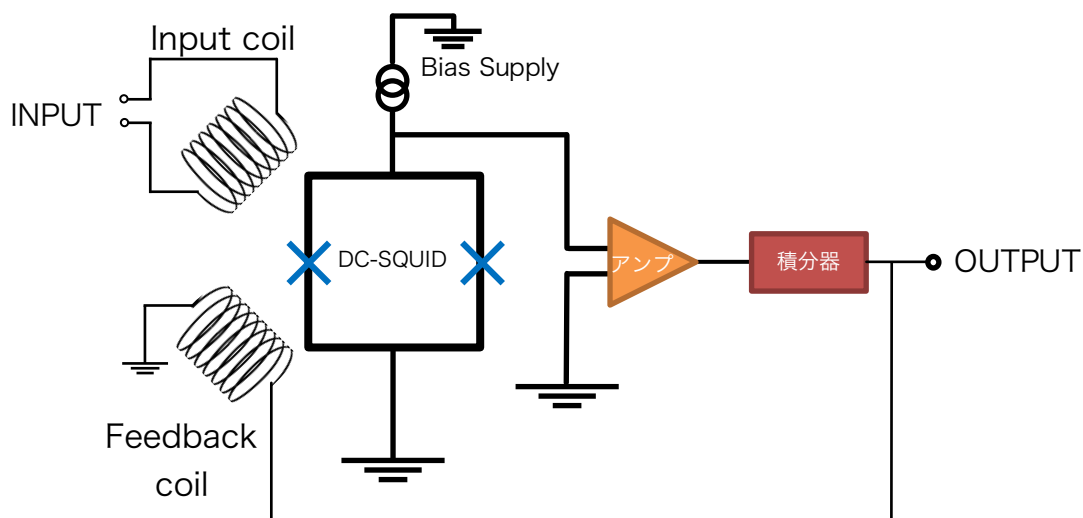 Input coil
Bias Supply
INPUT
DC-SQUID
アンプ
積分器
OUTPUT
Feedback
coil